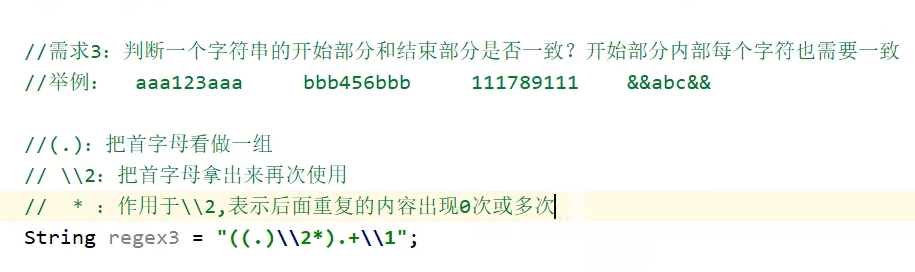 //需求3：判断一个字符串的开始部分和结束部分是否一致？开始部分内部每个字符也需要一致
//举例： aaa123aaa bbb456bbb 111789111 &&abc&&
//(.)：把首字母看做一组
// \\2：把首字母拿出来再次使用
// * ：作用于\\2,表示后面重复的内容出现0次或多次
String regex3 = "((.)\\2*).+\\1";